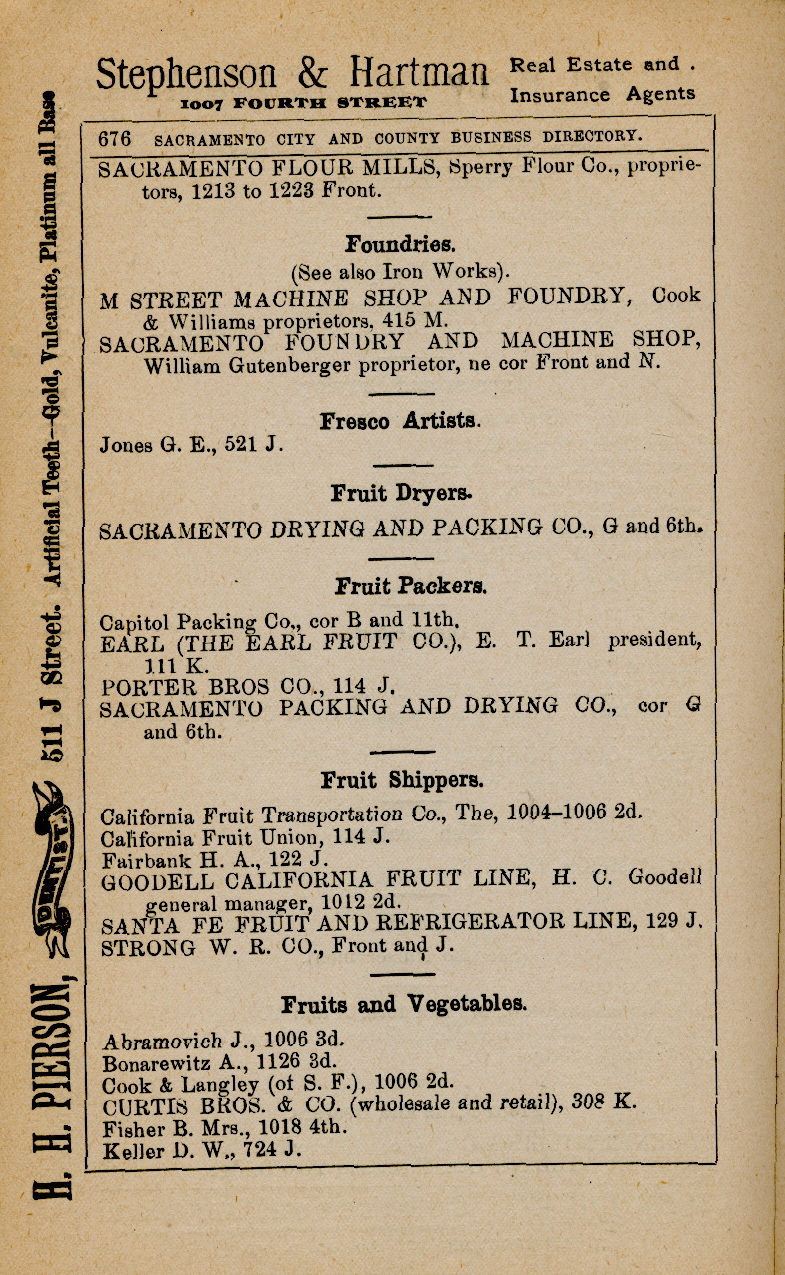 Stephenson & Hartman Real Estate and .
1007 FOURTH STREET Insurance Agents
676 SACRAMENTO CITY AND COUNTY BUSINESS DIRECTORY.
SACRAMENTO FLOUR MILLS, Sperry Flour Co., proprie-
tors, 1213 to 1223 Front.
Foundries.
(See also Iron Works).
M STREET MACHINE SHOP AND FOUNDRY, Cook
& Williams proprietors, 415 M.
SACRAMENTO FOUNDRY AND MACHINE SHOP,
William Gutenberger proprietor, ne cor Front and N.
Fresco Artists.
Jones G. E., 521 J.
Fruit Dryers.
SACRAMENTO DRYING AND PACKING CO., G and 6th.
Fruit Packers.
Capitol Packing Co., cor B and 11th.
EARL (THE EARL FRUIT CO.), E. T. Earl president,
111 K.
PORTER BROS CO., 114 J.
SACRAMENTO PACKING AND DRYING CO., cor G
and 6th.
Fruit Shippers.
California Fruit Transportation Co., The, 1004–1006 2d.
California Fruit Union, 114 J.
Fairbank H. A., 122 J.
GOODELL CALIFORNIA FRUIT LINE, H. C. Goodell
general manager, 1012 2d.
SANTA FE FRUIT AND REFRIGERATOR LINE, 129 J.
STRONG W. R. CO., Front and J.
Fruits and Vegetables.
Abramovich J., 1006 3d.
Bonarewitz A., 1126 3d.
Cook & Langley (of S. F.), 1006 2d.
CURTIS BROS. & CO. (wholesale and retail), 308 K.
Fisher B. Mrs., 1018 4th.
Keller D. W., 724 J.
H. H. PIERSON, DENTIST. 511 J Street. Artificial Teeth—Gold, Vulcanite, Platinum all Base